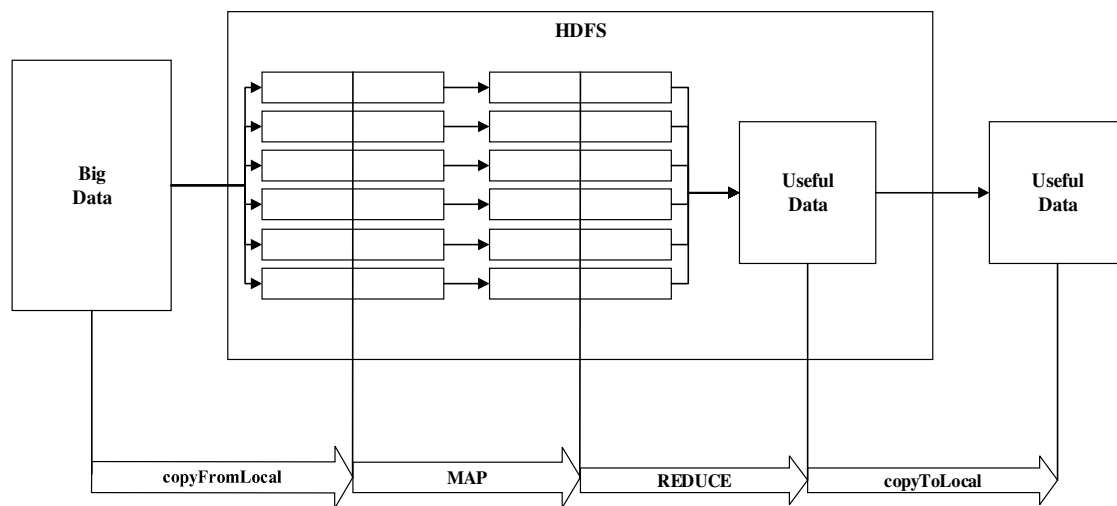 HDFS
Big
Data
Useful
Data
Useful
Data
copyFromLocal
MAP
REDUCE
copyToLocal